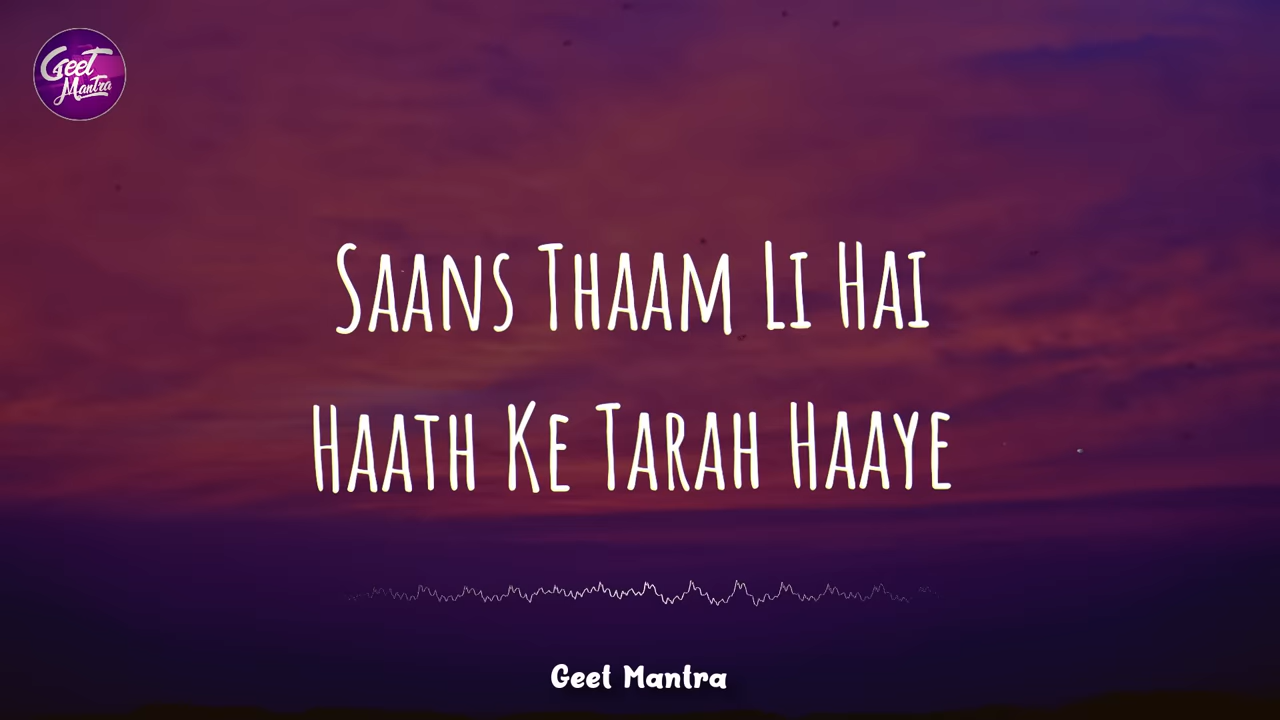 Geet
Mantra
Saans Thaam Li Hai
Haath Ke Tarah Haaye
Geet Mantra